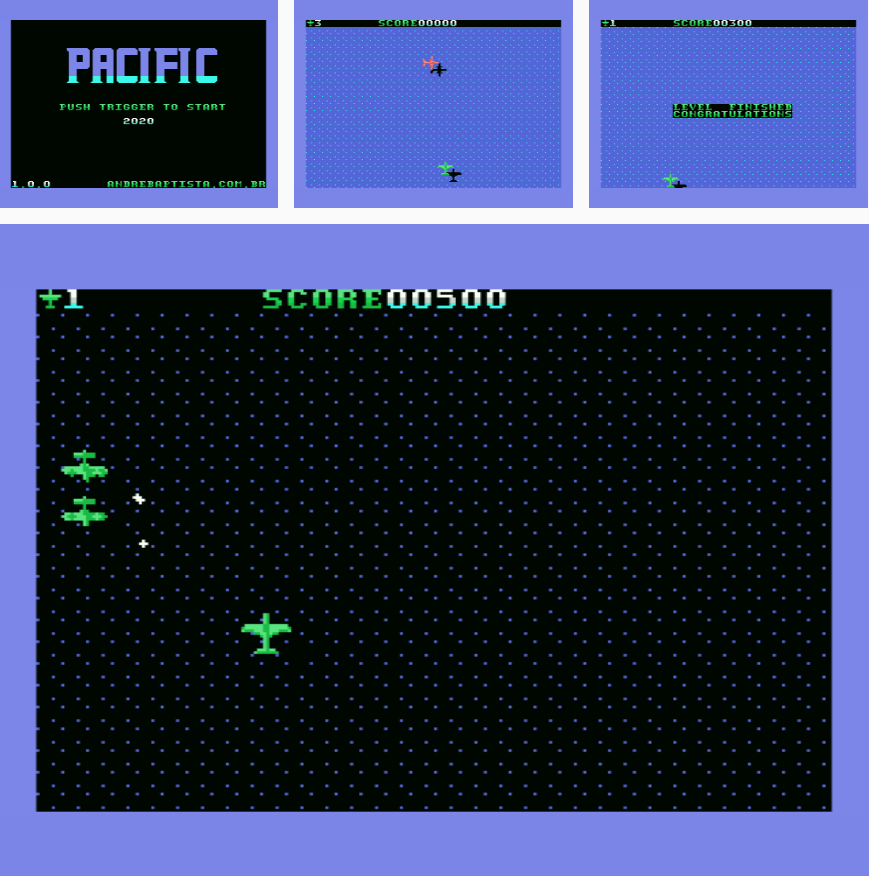 PACIFIC
PUSH TRIGGER TO START
2020
1.0.0 ANDREBAPTISTA.COM.BR
3 SCORE00000
1 SCORE00300
LEVEL FINISHED
CONGRATULATIONS
1 SCORE00500